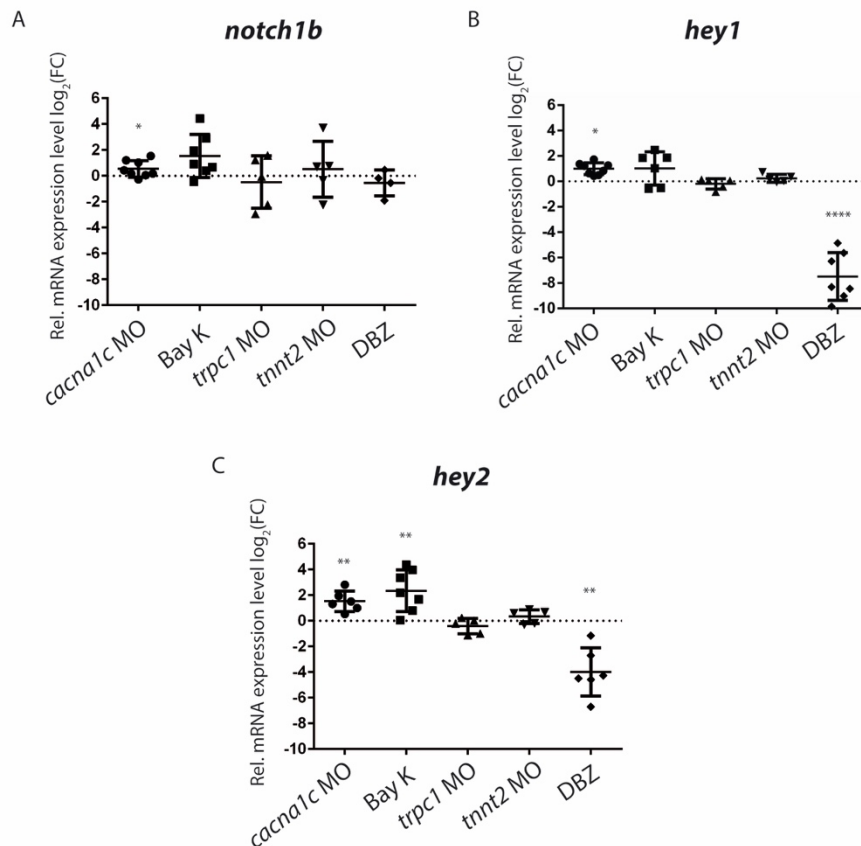 A
notch1b
Rel. mRNA expression level log2(FC)
6
4
2
0
-2
-4
-6
-8
-10
*
cacna1c MO
Bay K
trpc1 MO
tnnt2 MO
DBZ
B
hey1
Rel. mRNA expression level log2(FC)
6
4
2
0
-2
-4
-6
-8
-10
*
****
cacna1c MO
Bay K
trpc1 MO
tnnt2 MO
DBZ
C
hey2
Rel. mRNA expression level log2(FC)
6
4
2
0
-2
-4
-6
-8
-10
**
**
**
cacna1c MO
Bay K
trpc1 MO
tnnt2 MO
DBZ